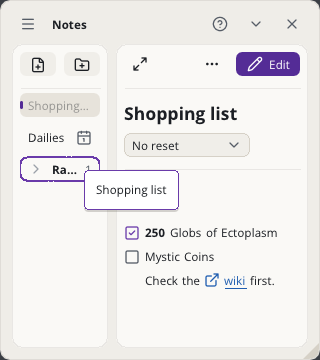 Notes
Shopping...
Dailies
Ra...
Edit
Shopping list
No reset
Shopping list
250 Globs of Ectoplasm
Mystic Coins
Check the wiki first.